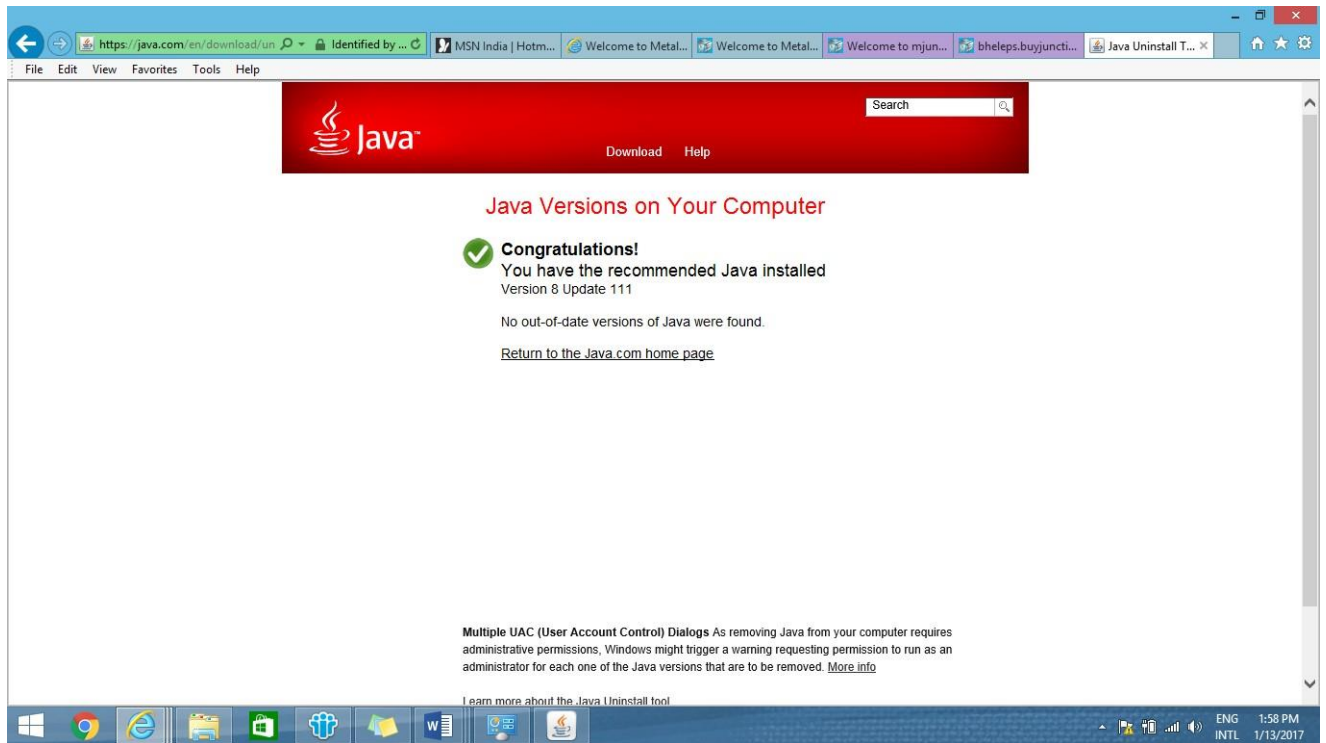 https://java.com/en/download/un
Identified by ...
MSN India | Hotm...
Welcome to Metal...
Welcome to Metal...
Welcome to mjun...
bheleps.buyjuncti...
Java Uninstall T...
File Edit View Favorites Tools Help
Java™
Search
Download Help
Java Versions on Your Computer
Congratulations!
You have the recommended Java installed
Version 8 Update 111
No out-of-date versions of Java were found.
Return to the Java.com home page
Multiple UAC (User Account Control) Dialogs As removing Java from your computer requires
administrative permissions, Windows might trigger a warning requesting permission to run as an
administrator for each one of the Java versions that are to be removed. More info
Learn more about the Java Uninstall tool
ENG 1:58 PM
INTL 1/13/2017